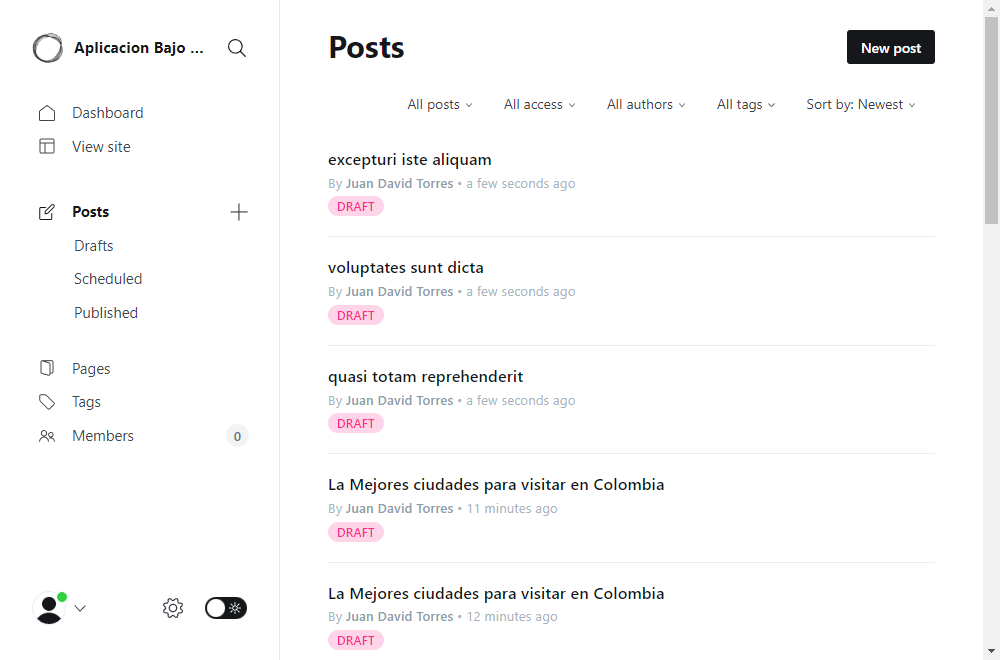 Aplicacion Bajo ...
Dashboard
View site
Posts
Drafts
Scheduled
Published
Pages
Tags
Members
0
Posts
New post
All posts
All access
All authors
All tags
Sort by: Newest
excepturi iste aliquam
By Juan David Torres • a few seconds ago
DRAFT
voluptates sunt dicta
By Juan David Torres • a few seconds ago
DRAFT
quasi totam reprehenderit
By Juan David Torres • a few seconds ago
DRAFT
La Mejores ciudades para visitar en Colombia
By Juan David Torres • 11 minutes ago
DRAFT
La Mejores ciudades para visitar en Colombia
By Juan David Torres • 12 minutes ago
DRAFT